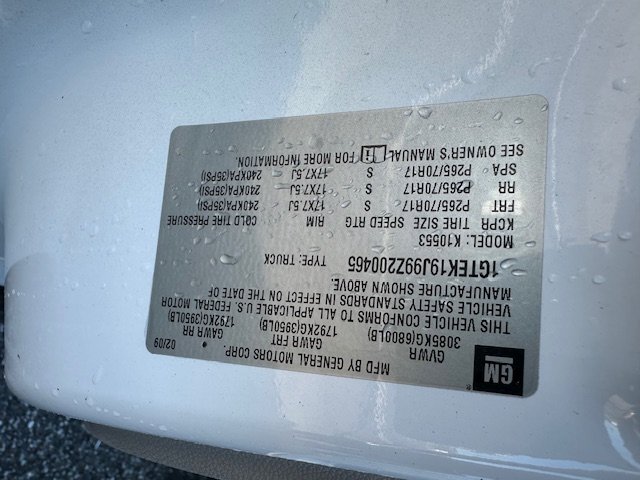 GM
MFD BY GENERAL MOTORS CORP.
02/09
GVWR GAWR FRT GAWR RR
3085KG(6800LB) 1792KG(3950LB) 1792KG(3950LB)
THIS VEHICLE CONFORMS TO ALL APPLICABLE U.S. FEDERAL MOTOR
VEHICLE SAFETY STANDARDS IN EFFECT ON THE DATE OF
MANUFACTURE SHOWN ABOVE.
1GTEK19J99Z200465 TYPE: TRUCK
MODEL: K10553
KCPR TIRE SIZE SPEED RTG RIM COLD TIRE PRESSURE
FRT P265/70R17 S 17X7.5J 240KPA(35PSI)
RR P265/70R17 S 17X7.5J 240KPA(35PSI)
SPA P265/70R17 S 17X7.5J 240KPA(35PSI)
SEE OWNER'S MANUAL FOR MORE INFORMATION.